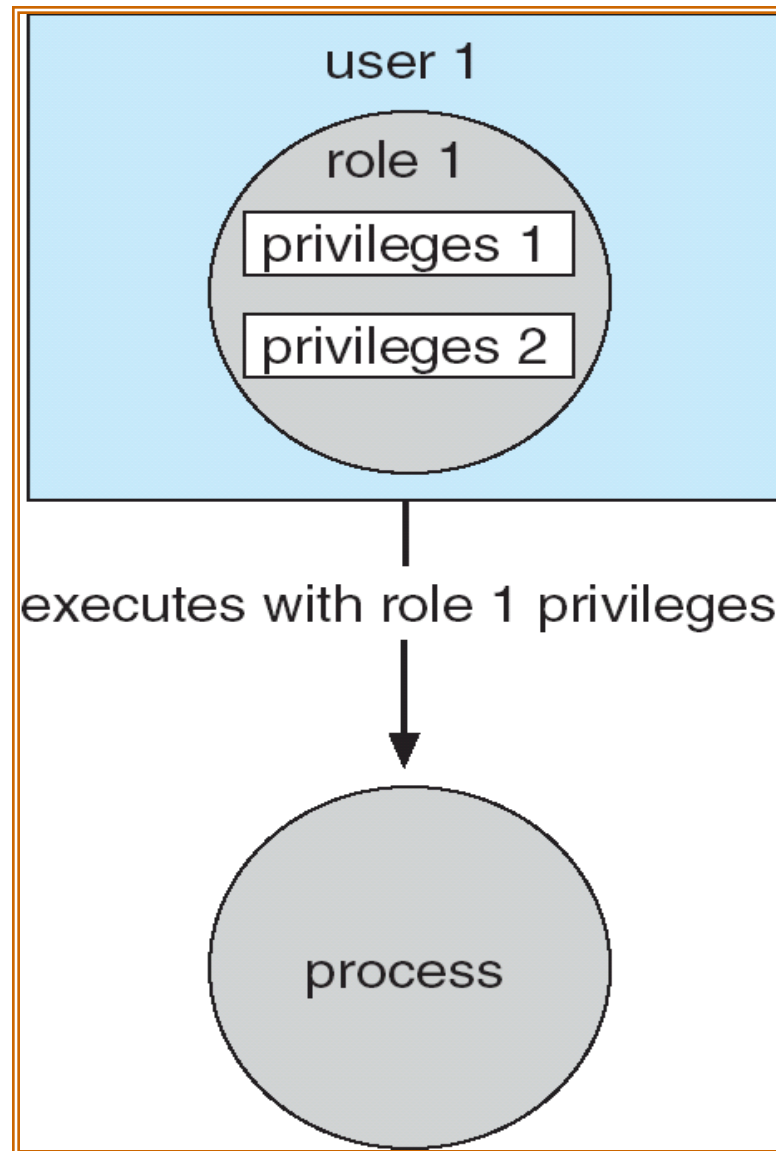 user 1
role 1
privileges 1
privileges 2
executes with role 1 privileges
process